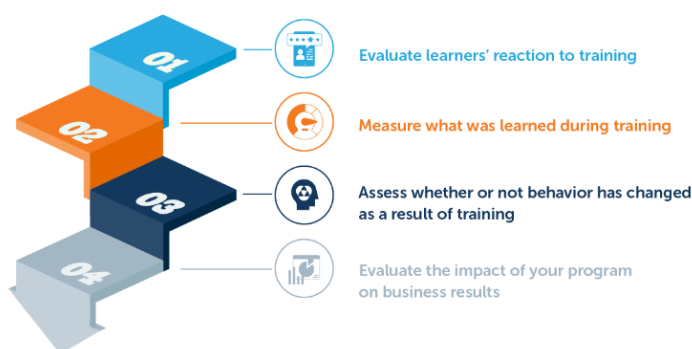 01
Evaluate learners’ reaction to training
02
Measure what was learned during training
03
Assess whether or not behavior has changed
as a result of training
04
Evaluate the impact of your program
on business results